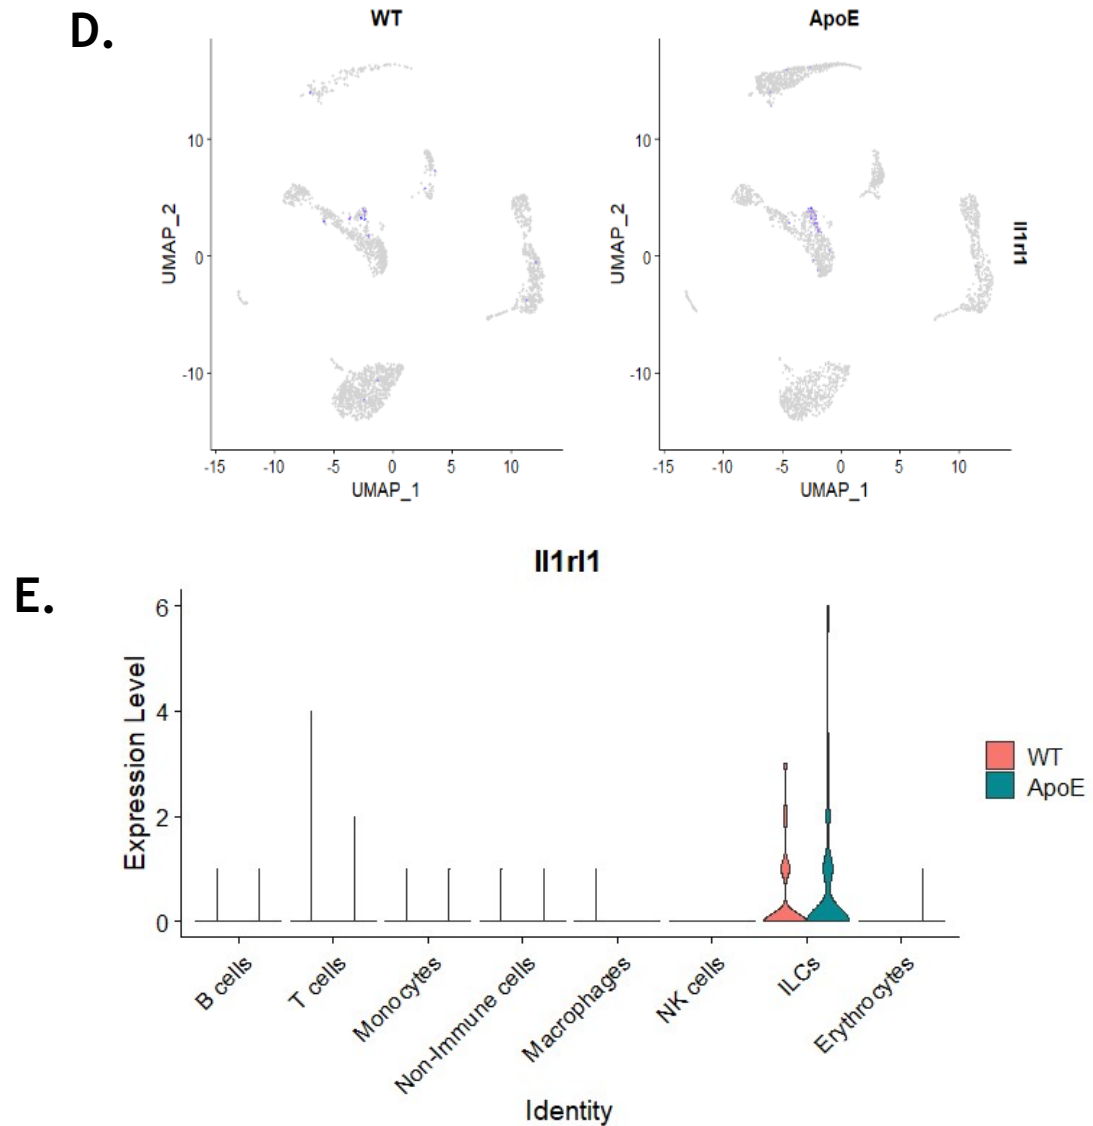 D.
WT
ApoE
10
0
-10
UMAP_2
-15
-10
-5
0
5
10
UMAP_1
10
0
-10
UMAP_2
-15
-10
-5
0
5
10
UMAP_1
Il1rl1
E.
Il1rl1
6
4
2
0
Expression Level
B cells
T cells
Monocytes
Non-Immune cells
Macrophages
NK cells
ILCs
Erythrocytes
Identity
WT
ApoE